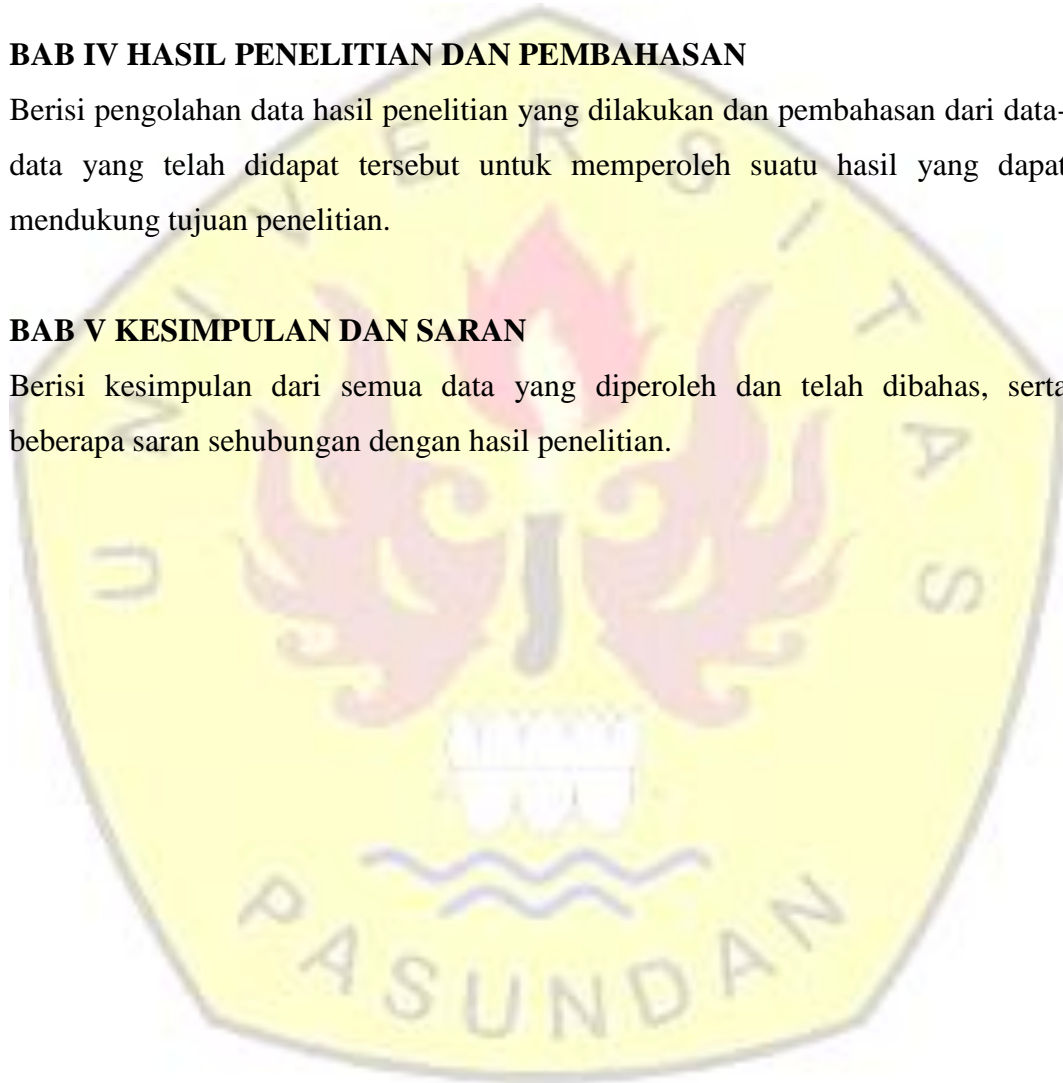 BAB IV HASIL PENELITIAN DAN PEMBAHASAN
Berisi pengolahan data hasil penelitian yang dilakukan dan pembahasan dari data-
data yang telah didapat tersebut untuk memperoleh suatu hasil yang dapat
mendukung tujuan penelitian.
BAB V KESIMPULAN DAN SARAN
Berisi kesimpulan dari semua data yang diperoleh dan telah dibahas, serta
beberapa saran sehubungan dengan hasil penelitian.
UNIVERSITAS
PASUNDAN